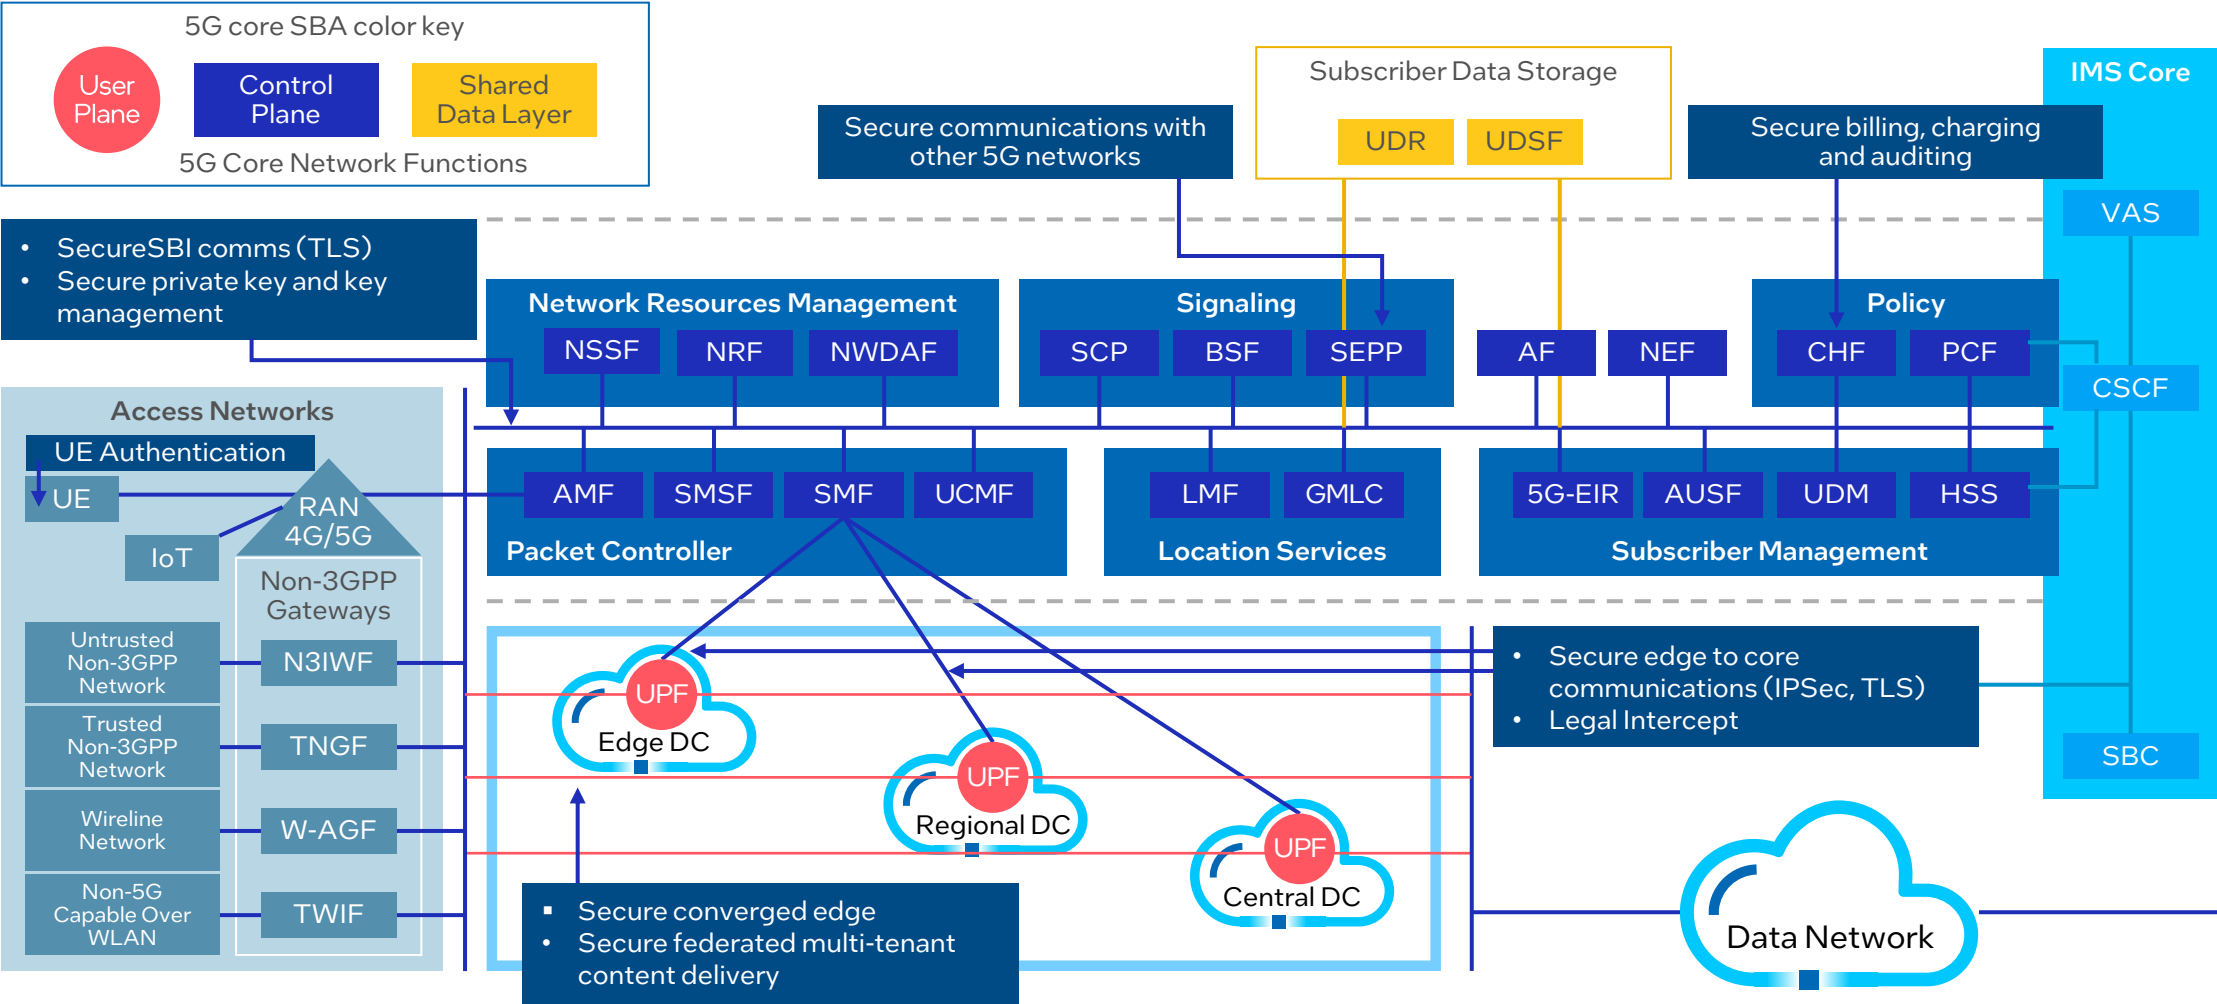 5G core SBA color key
User
Plane
Control
Plane
Shared
Data Layer
5G Core Network Functions
Secure communications with
other 5G networks
Subscriber Data Storage
UDR
UDSF
Secure billing, charging
and auditing
IMS Core
VAS
CSCF
SBC
• SecureSBI comms (TLS)
• Secure private key and key
management
Network Resources Management
NSSF
NRF
NWDAF
Signaling
SCP
BSF
SEPP
AF
NEF
Policy
CHF
PCF
Access Networks
UE Authentication
UE
RAN
4G/5G
IoT
Non-3GPP
Gateways
Untrusted
Non-3GPP
Network
N3IWF
Trusted
Non-3GPP
Network
TNGF
Wireline
Network
W-AGF
Non-5G
Capable Over
WLAN
TWIF
AMF
SMSF
SMF
UCMF
Packet Controller
LMF
GMLC
Location Services
5G-EIR
AUSF
UDM
HSS
Subscriber Management
UPF
Edge DC
UPF
Regional DC
UPF
Central DC
• Secure edge to core
communications (IPSec, TLS)
• Legal Intercept
▪ Secure converged edge
• Secure federated multi-tenant
content delivery
Data Network